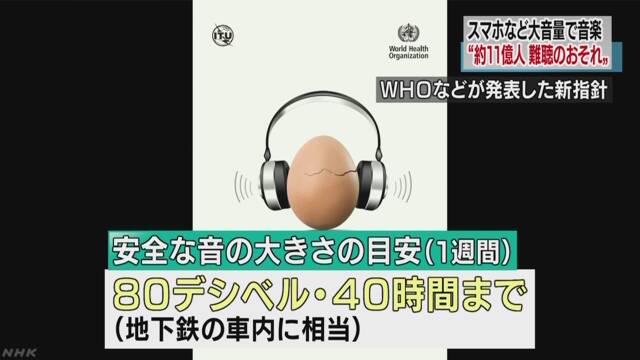 スマホなど大音量で音楽
“約11億人 難聴のおそれ„
WHOなどが発表した新指針
ITU
World Health
Organization
安全な音の大きさの目安(1週間)
80デシベル・40時間まで
(地下鉄の車内に相当)
NHK